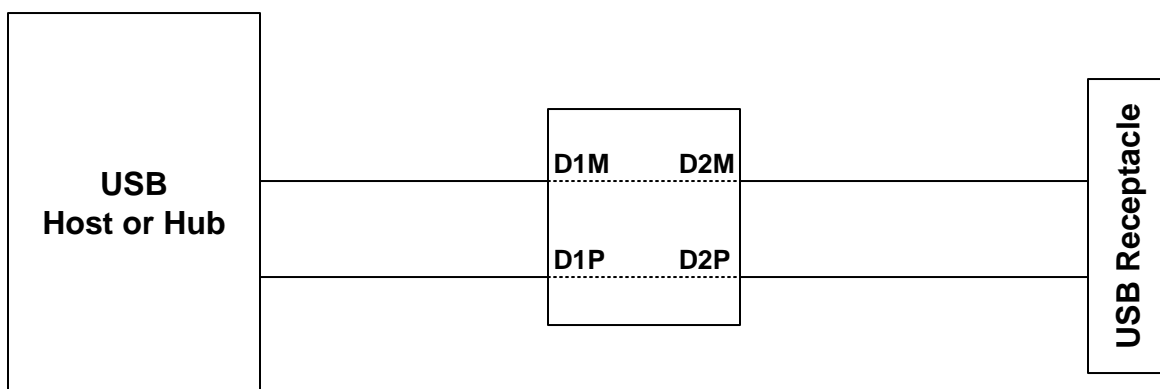 USB
Host or Hub
D1M D2M
D1P D2P
USB Receptacle